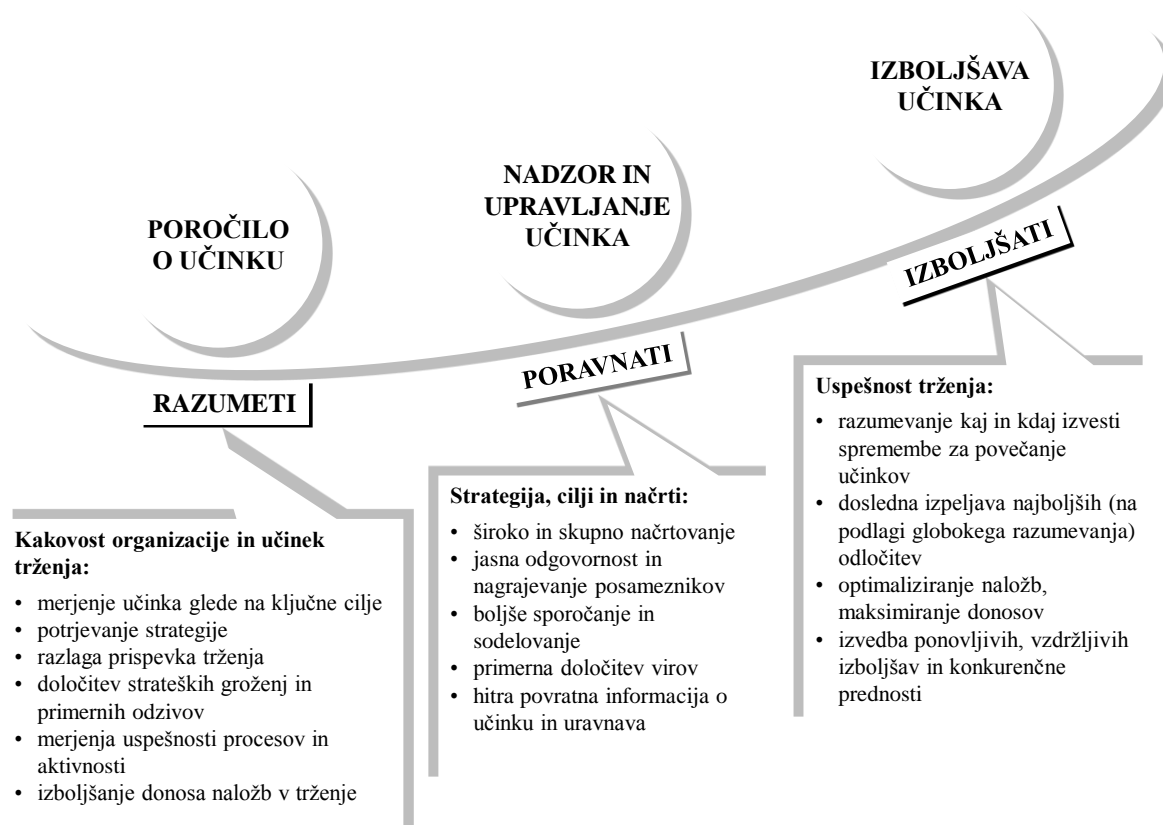 POROČILO
O UČINKU
NADZOR IN
UPRAVLJANJE
UČINKA
IZBOLJŠAVA
UČINKA
RAZUMETI
PORAVNATI
IZBOLJŠATI
Kakovost organizacije in učinek
trženja:
• merjenje učinka glede na ključne cilje
• potrjevanje strategije
• razlaga prispevka trženja
• določitev strateških groženj in
primernih odzivov
• merjenja uspešnosti procesov in
aktivnosti
• izboljšanje donosa naložb v trženje
Strategija, cilji in načrti:
• široko in skupno načrtovanje
• jasna odgovornost in
nagrajevanje posameznikov
• boljše sporočanje in
sodelovanje
• primerna določitev virov
• hitra povratna informacija o
učinku in uravnava
Uspešnost trženja:
• razumevanje kaj in kdaj izvesti
spremembe za povečanje
učinkov
• dosledna izpeljava najboljših (na
podlagi globokega razumevanja)
odločitev
• optimaliziranje naložb,
maksimiranje donosov
• izvedba ponovljivih, vzdržljivih
izboljšav in konkurenčne
prednosti